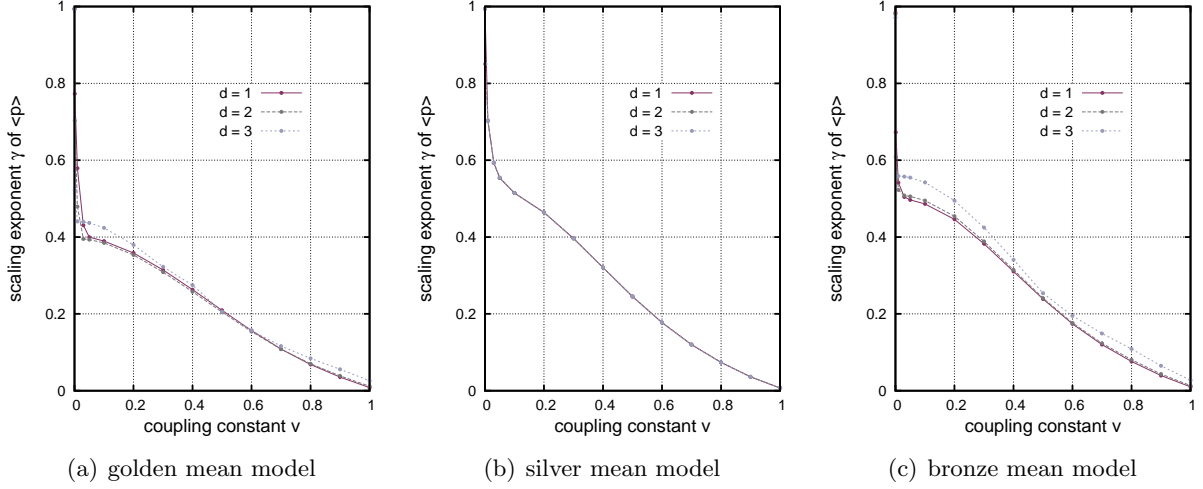 1
0.8
0.6
0.4
0.2
0
0 0.2 0.4 0.6 0.8 1
scaling exponent γ of <p>
coupling constant v
d = 1
d = 2
d = 3
(a) golden mean model
1
0.8
0.6
0.4
0.2
0
0 0.2 0.4 0.6 0.8 1
scaling exponent γ of <p>
coupling constant v
d = 1
d = 2
d = 3
(b) silver mean model
1
0.8
0.6
0.4
0.2
0
0 0.2 0.4 0.6 0.8 1
scaling exponent γ of <p>
coupling constant v
d = 1
d = 2
d = 3
(c) bronze mean model